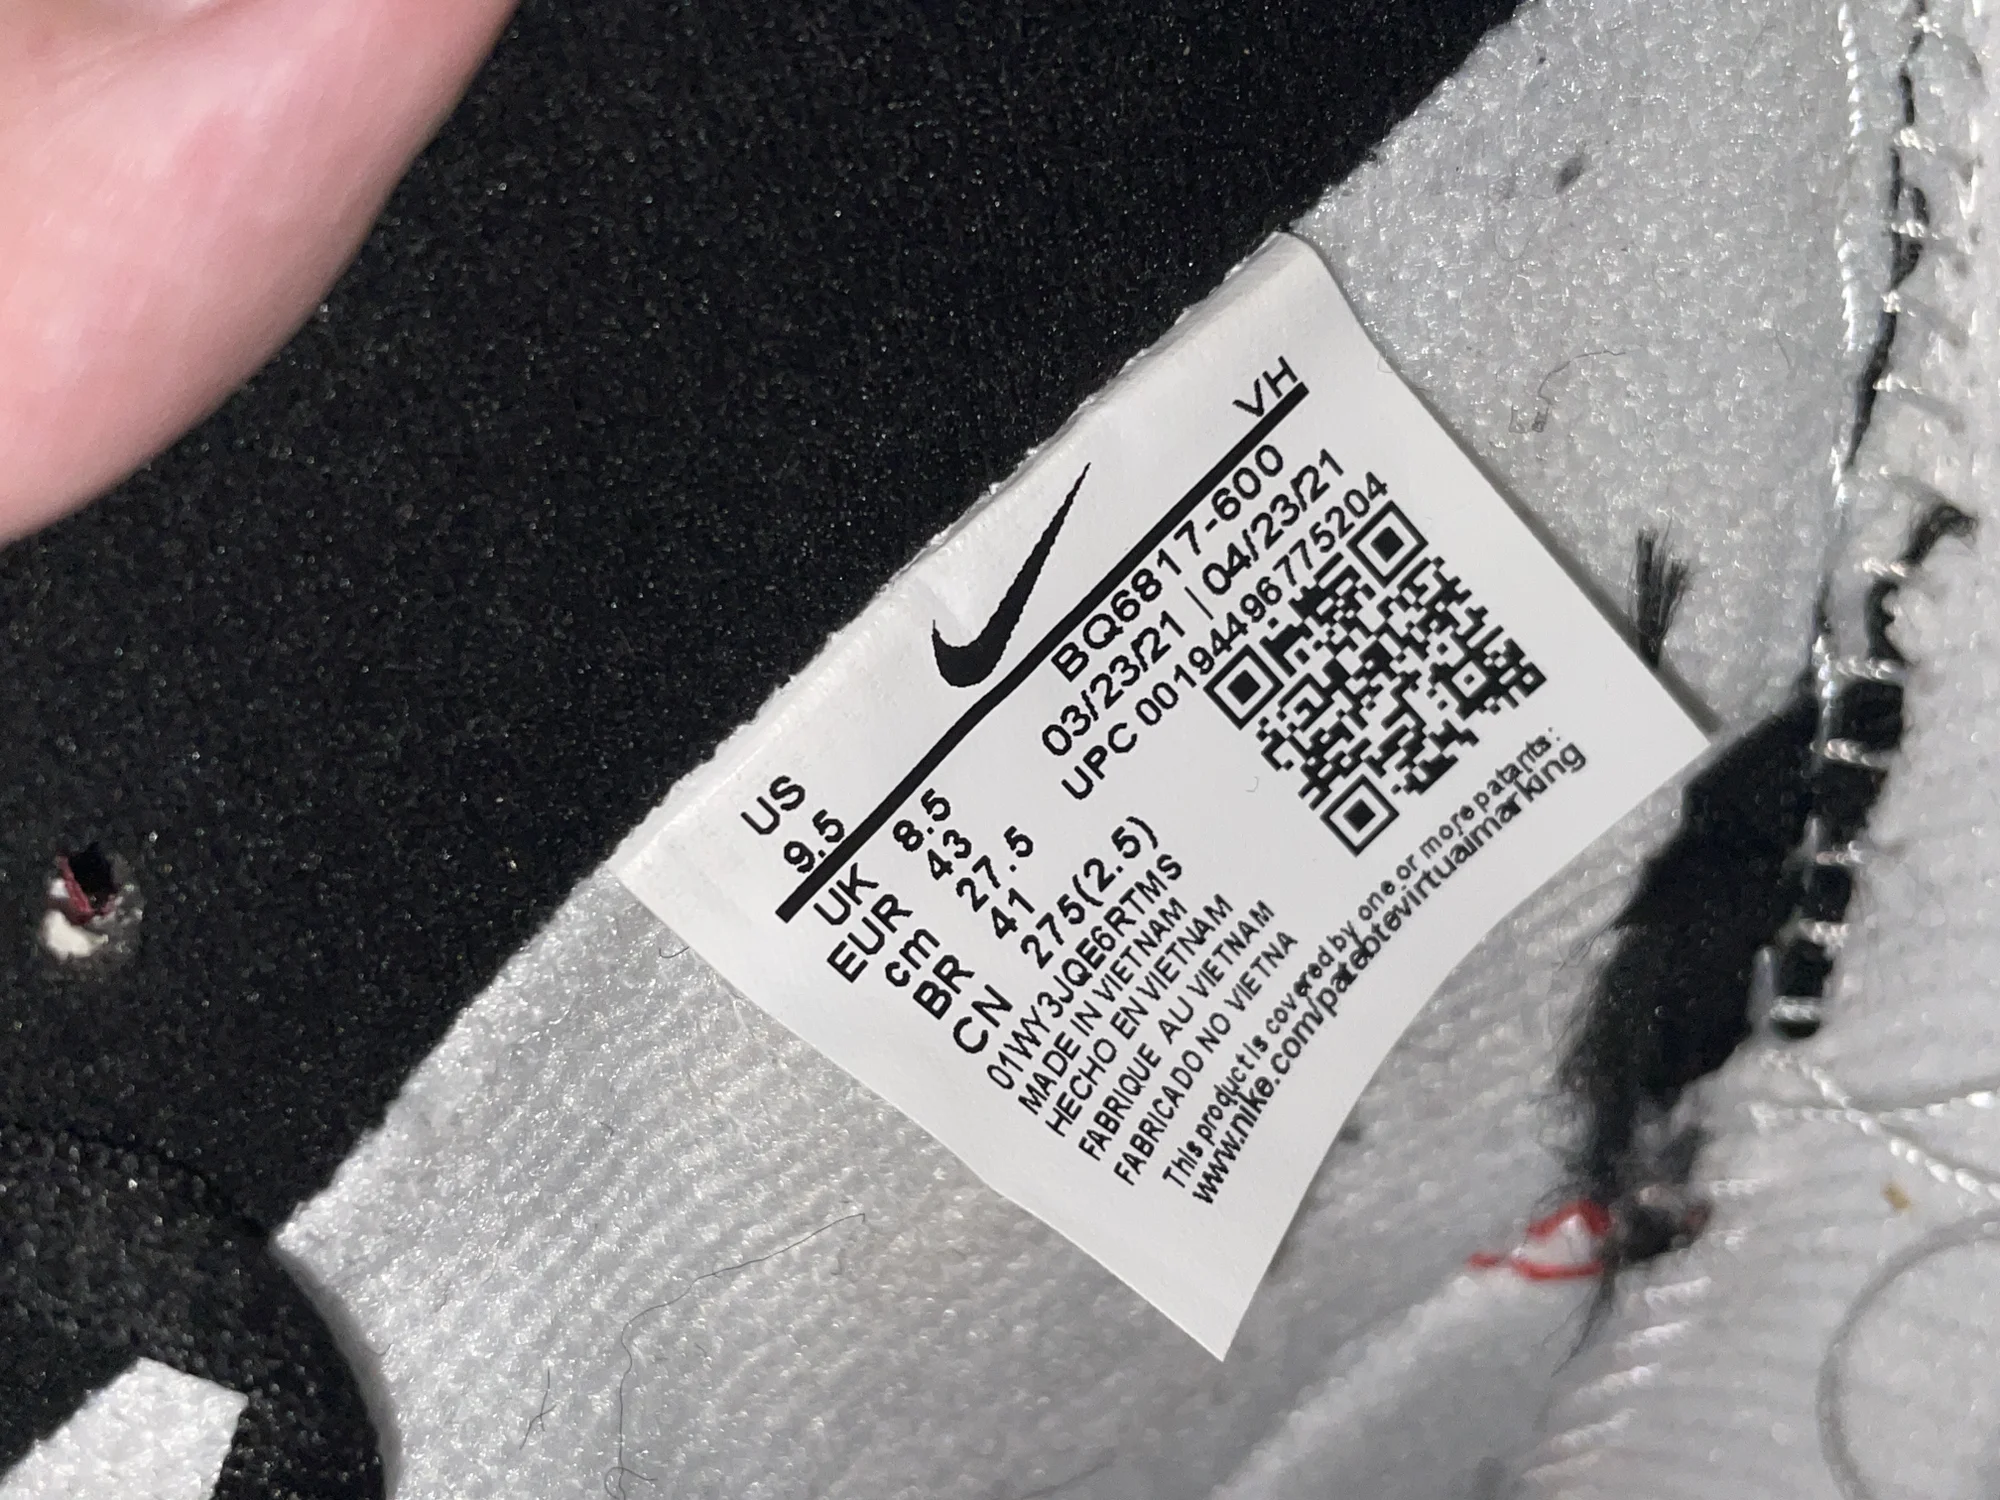 VH
US
9.5
UK 8.5
EUR 43
cm 27.5
BR 41
CN 275(2.5)
BQ6817-600
03/23/21 | 04/23/21
UPC 00194496775204
01WY3JQE6RTMS
MADE IN VIETNAM
HECHO EN VIETNAM
FABRIQUE AU VIETNAM
FABRICADO NO VIETNA
This product is covered by one or more patants:
www.nike.com/patebtevirtualmarking